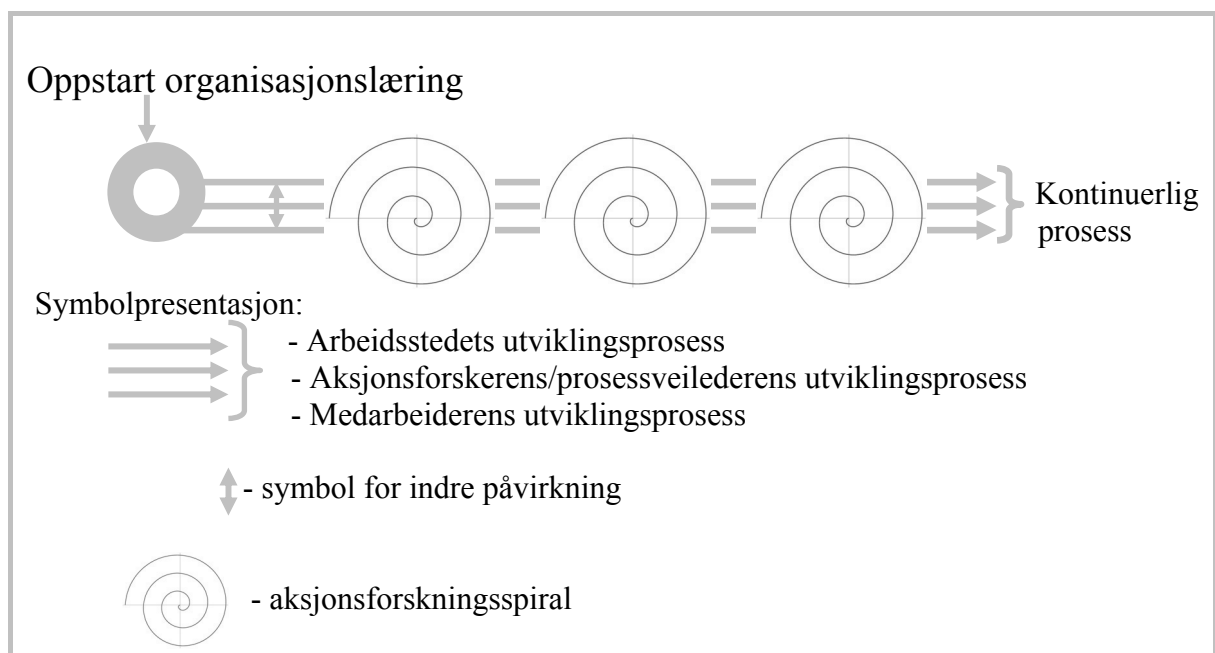 Oppstart organisasjonslæring
Kontinuerlig
prosess
Symbolpresentasjon:
- Arbeidsstedets utviklingsprosess
- Aksjonsforskerens/prosessveilederens utviklingsprosess
- Medarbeiderens utviklingsprosess
- symbol for indre påvirkning
- aksjonsforskningsspiral